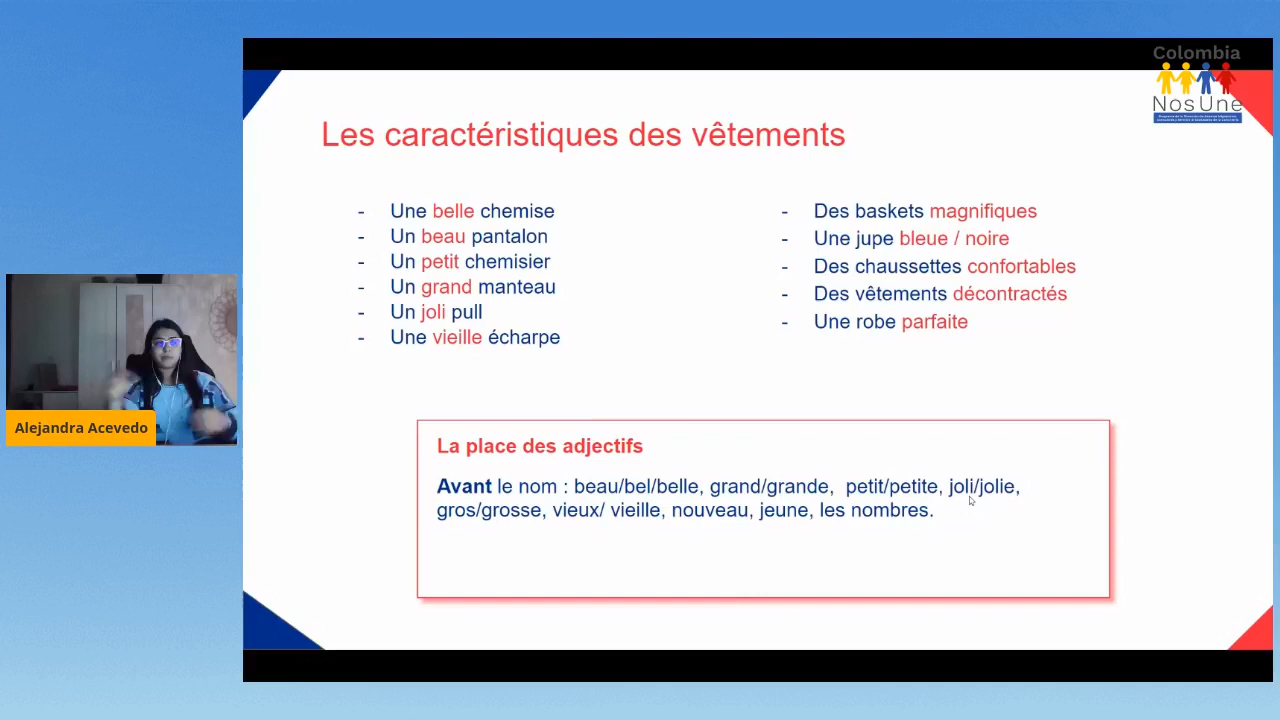 Colombia
NosUne
Les caractéristiques des vêtements
- Une belle chemise
- Un beau pantalon
- Un petit chemisier
- Un grand manteau
- Un joli pull
- Une vieille écharpe
- Des baskets magnifiques
- Une jupe bleue / noire
- Des chaussettes confortables
- Des vêtements décontractés
- Une robe parfaite
Alejandra Acevedo
La place des adjectifs
Avant le nom : beau/bel/belle, grand/grande, petit/petite, joli/jolie,
gros/grosse, vieux/ vieille, nouveau, jeune, les nombres.